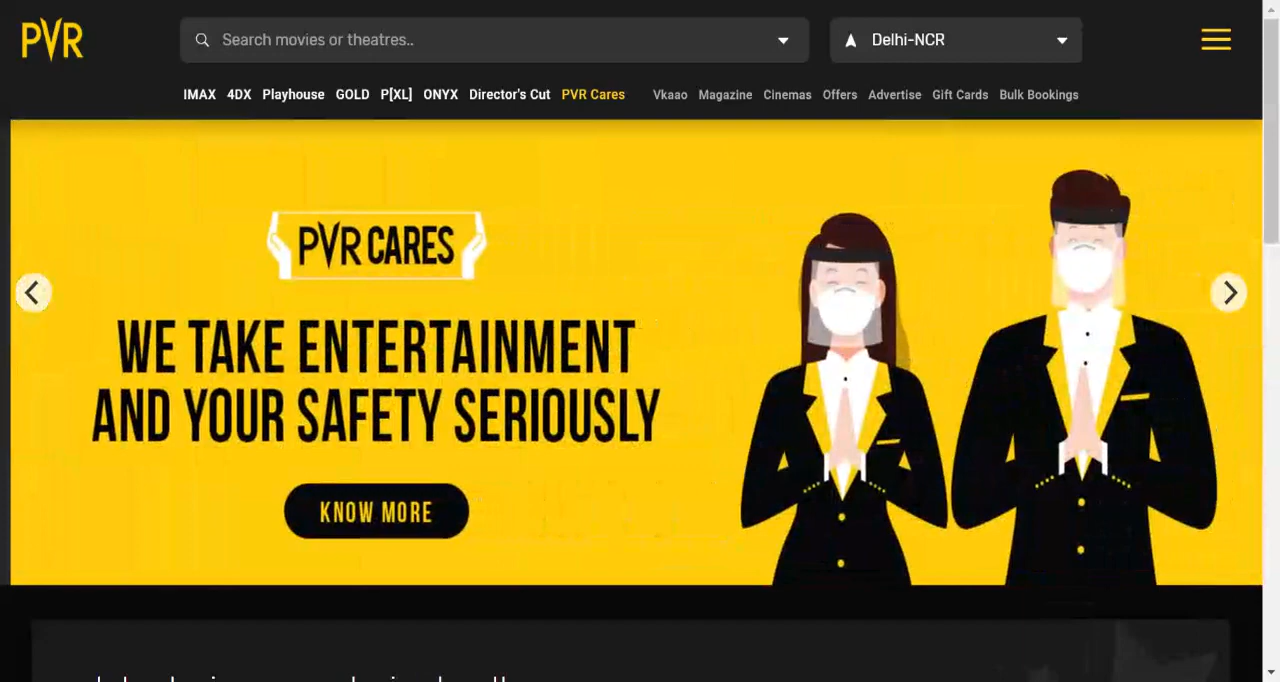 PVR
Search movies or theatres..
Delhi-NCR
IMAX 4DX Playhouse GOLD P[XL] ONYX Director's Cut PVR Cares Vkaao Magazine Cinemas Offers Advertise Gift Cards Bulk Bookings
PVR CARES
WE TAKE ENTERTAINMENT
AND YOUR SAFETY SERIOUSLY
KNOW MORE